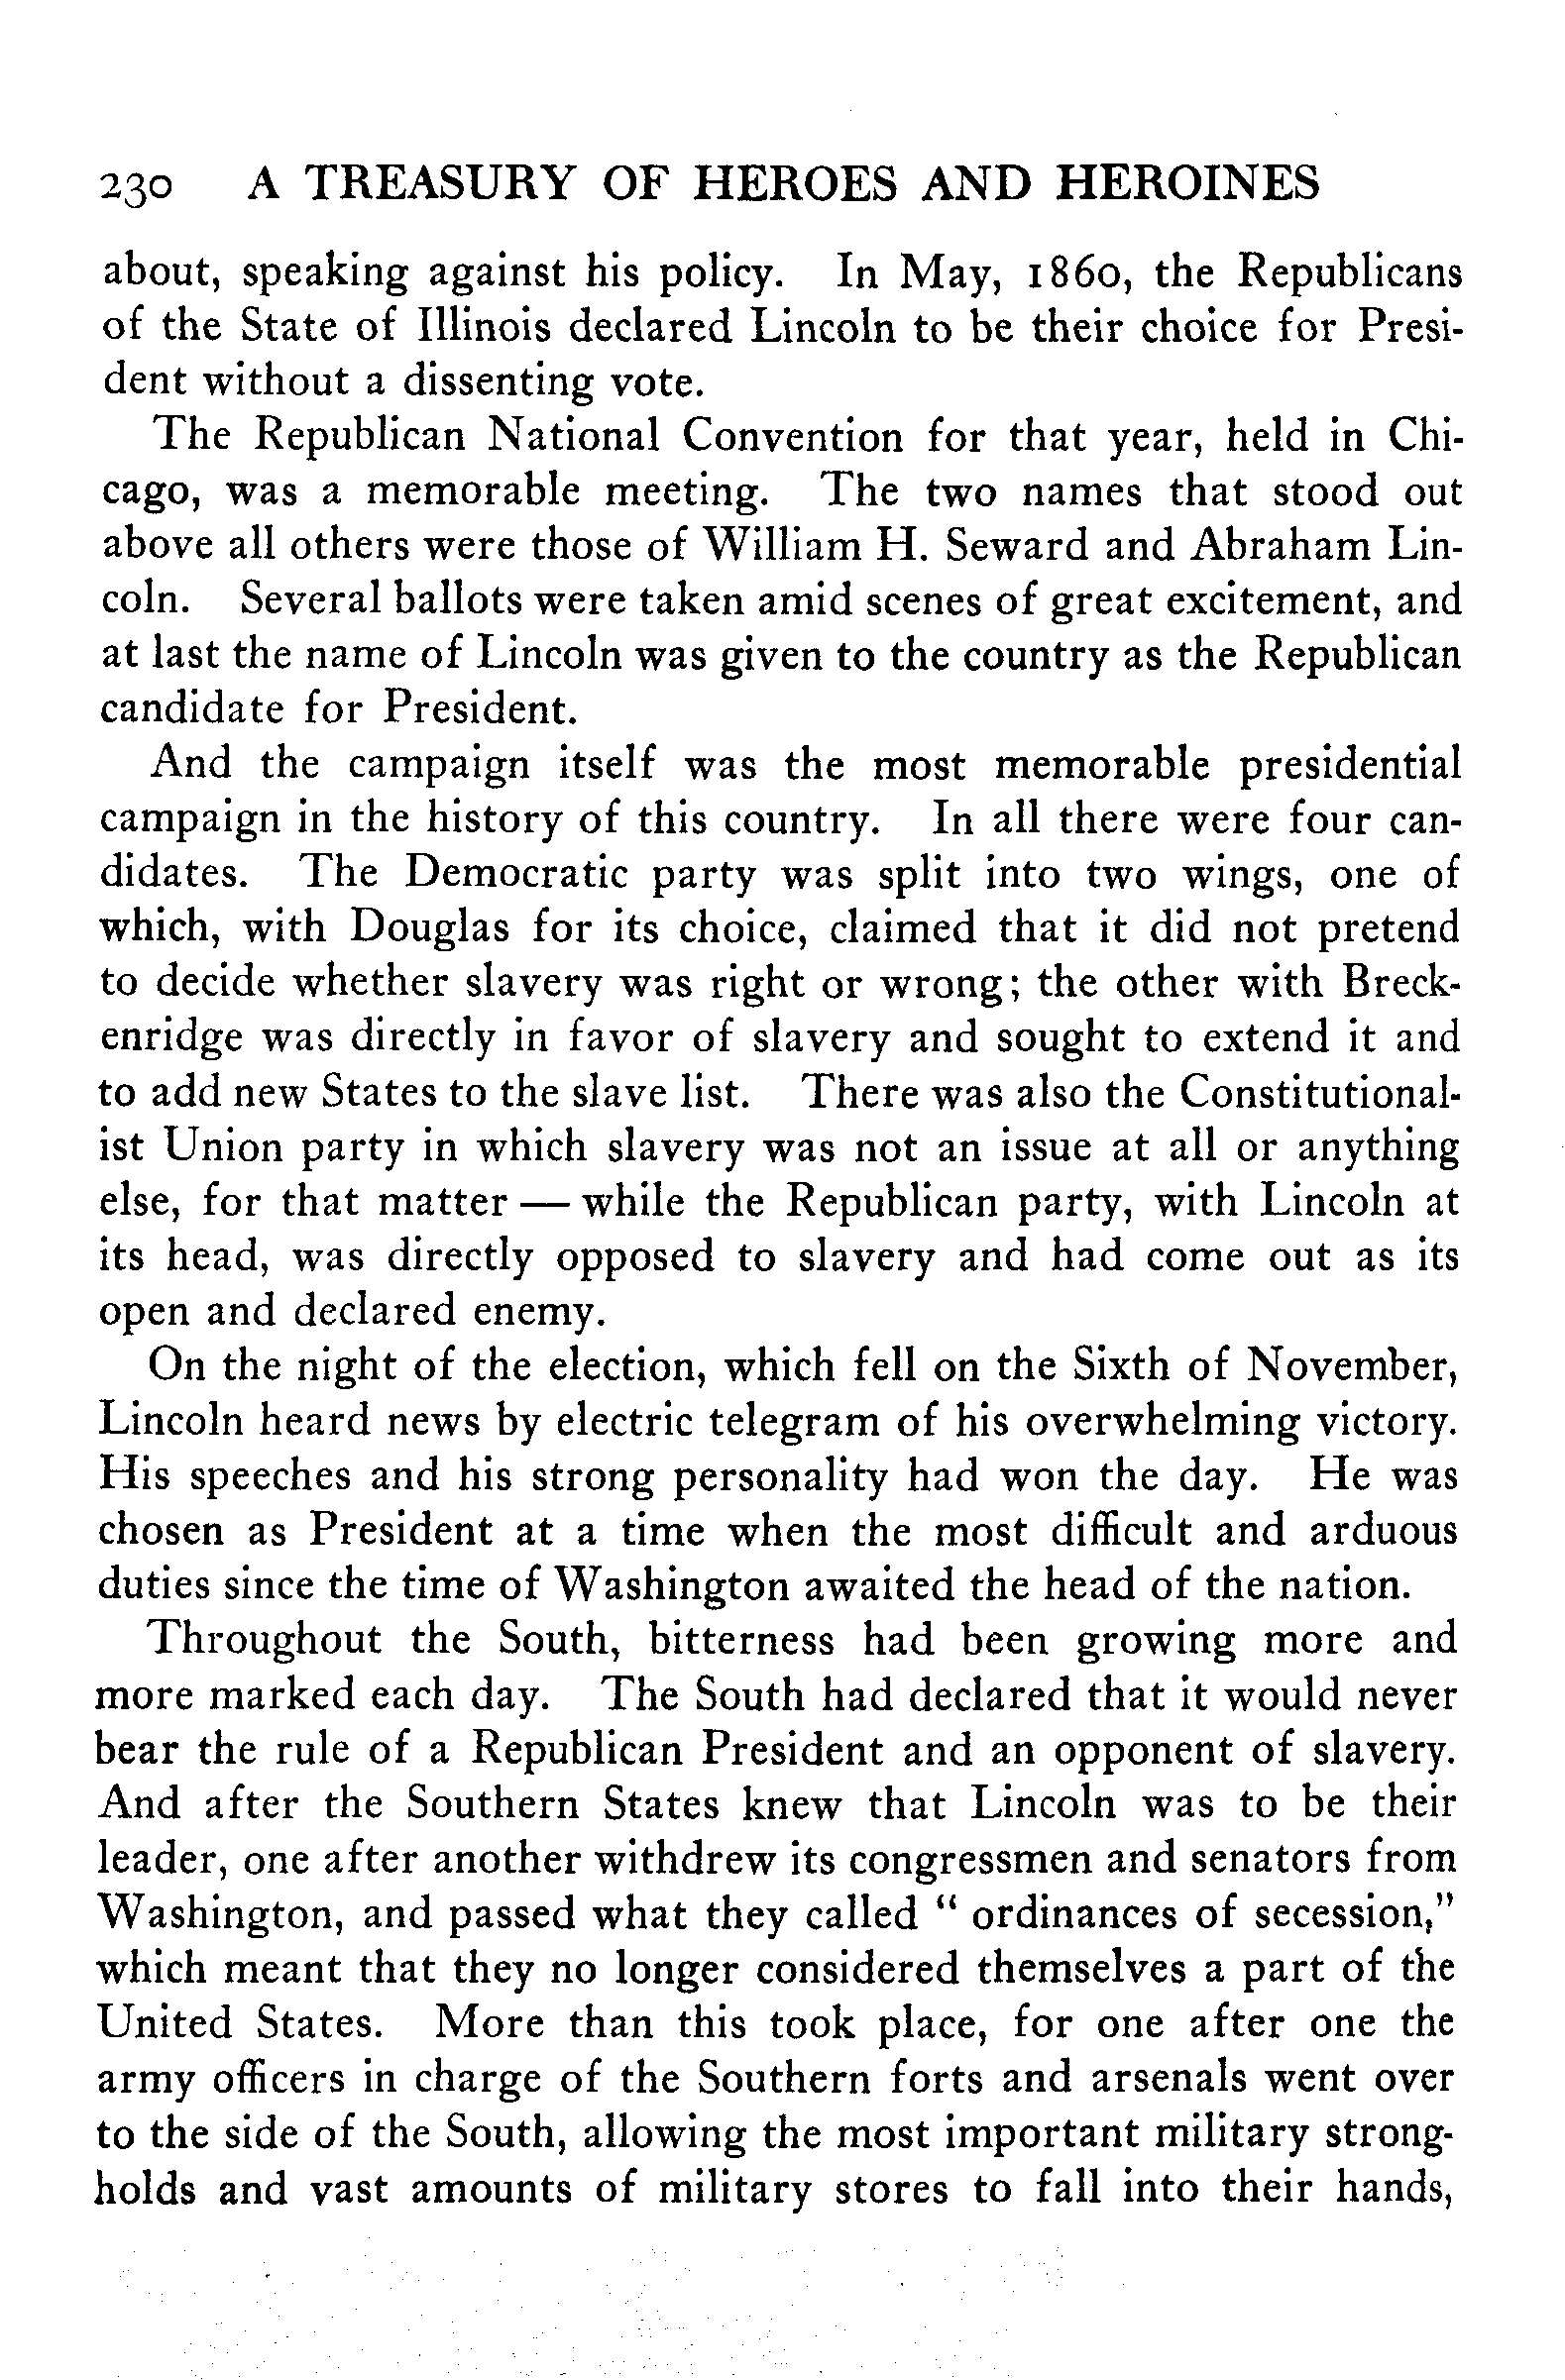 230 A TREASURY OF HEROES AND HEROINES
about, speaking against his policy. In May, 1860, the Republicans
of the State of Illinois declared Lincoln to be their choice for Presi-
dent without a dissenting vote.
The Republican National Convention for that year, held in Chi-
cago, was a memorable meeting. The two names that stood out
above all others were those of William H. Seward and Abraham Lin-
coln. Several ballots were taken amid scenes of great excitement, and
at last the name of Lincoln was given to the country as the Republican
candidate for President.
And the campaign itself was the most memorable presidential
campaign in the history of this country. In all there were four can-
didates. The Democratic party was split into two wings, one of
which, with Douglas for its choice, claimed that it did not pretend
to decide whether slavery was right or wrong; the other with Breck-
enridge was directly in favor of slavery and sought to extend it and
to add new States to the slave list. There was also the Constitutional-
ist Union party in which slavery was not an issue at all or anything
else, for that matter — while the Republican party, with Lincoln at
its head, was directly opposed to slavery and had come out as its
open and declared enemy.
On the night of the election, which fell on the Sixth of November,
Lincoln heard news by electric telegram of his overwhelming victory.
His speeches and his strong personality had won the day. He was
chosen as President at a time when the most difficult and arduous
duties since the time of Washington awaited the head of the nation.
Throughout the South, bitterness had been growing more and
more marked each day. The South had declared that it would never
bear the rule of a Republican President and an opponent of slavery.
And after the Southern States knew that Lincoln was to be their
leader, one after another withdrew its congressmen and senators from
Washington, and passed what they called " ordinances of secession,"
which meant that they no longer considered themselves a part of the
United States. More than this took place, for one after one the
army officers in charge of the Southern forts and arsenals went over
to the side of the South, allowing the most important military strong-
holds and vast amounts of military stores to fall into their hands,